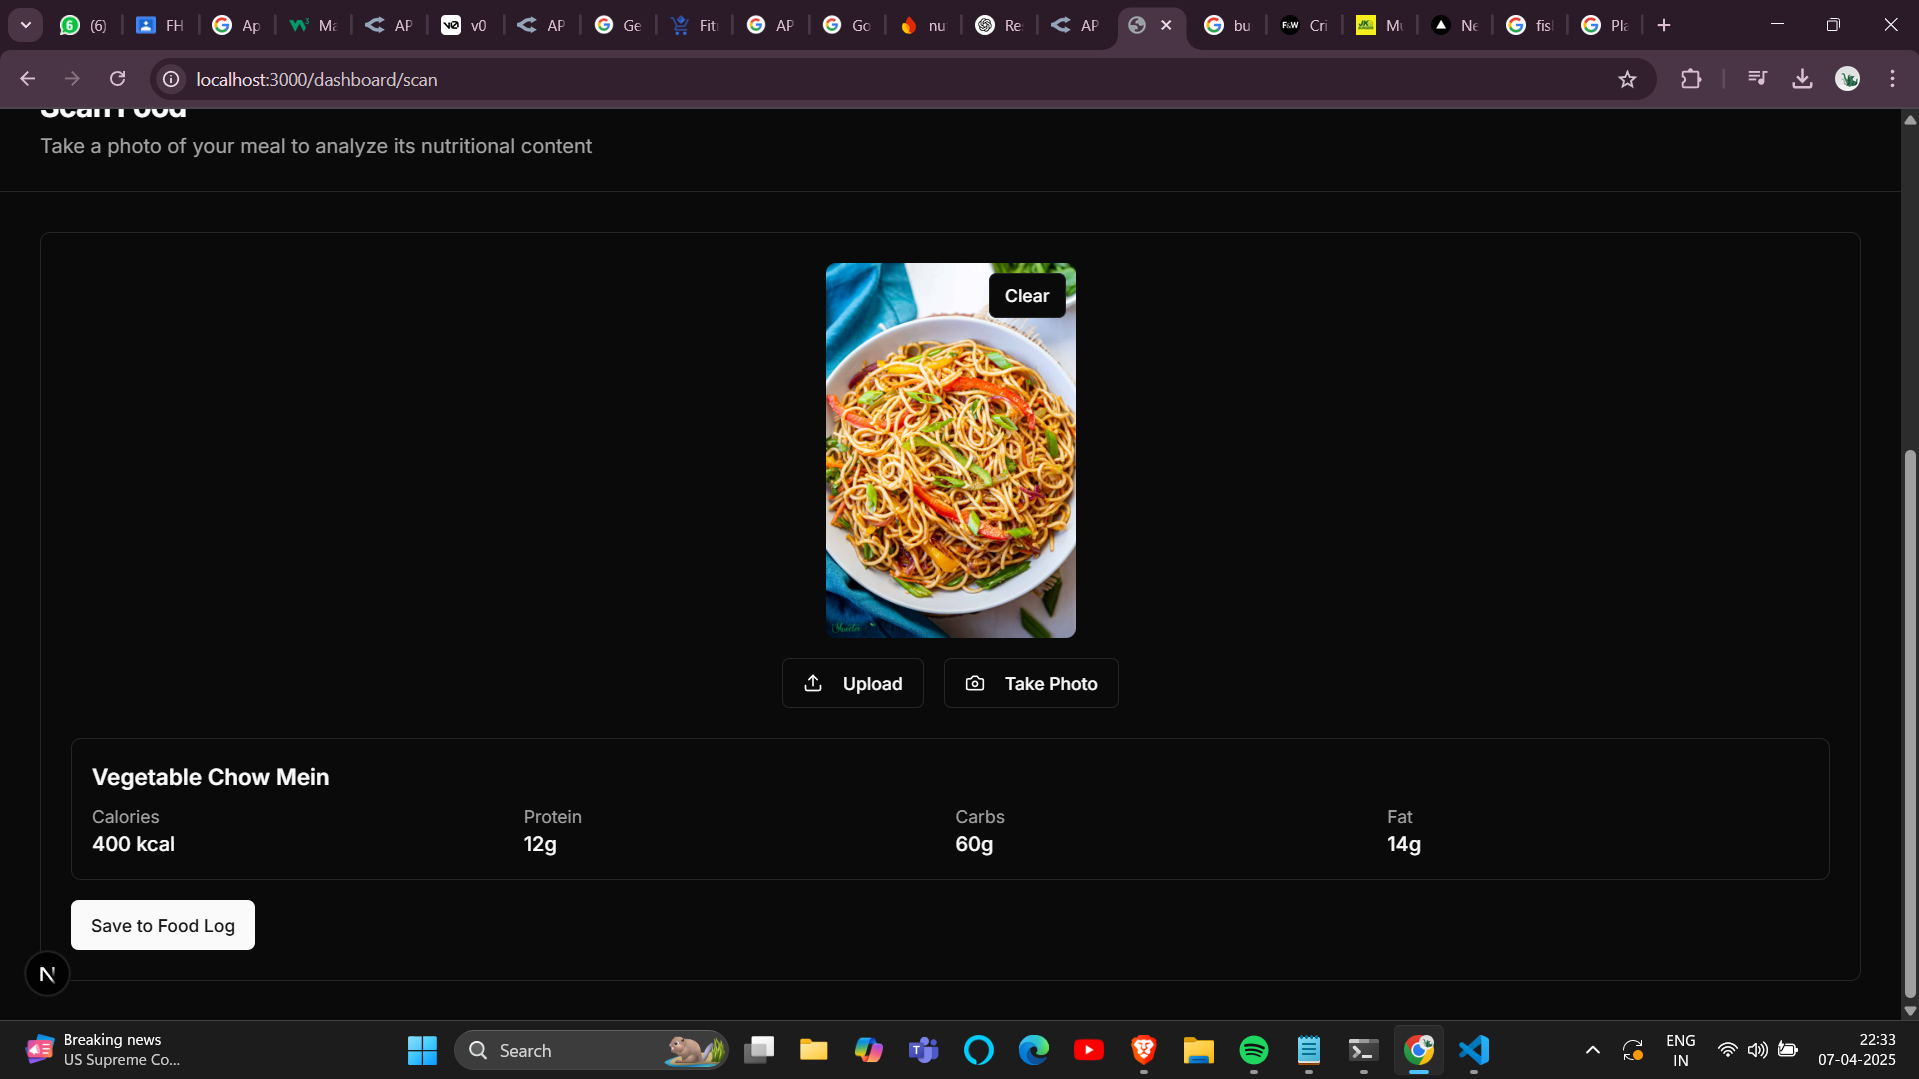 (6)
FH
Ap
Ma
AP
v0
AP
Ge
Fit
AP
Go
nu
Re
AP
bu
F&W
Cri
Mu
Ne
fis
Pla
localhost:3000/dashboard/scan
Scan Food
Take a photo of your meal to analyze its nutritional content
Clear
Upload
Take Photo
Vegetable Chow Mein
Calories
Protein
Carbs
Fat
400 kcal
12g
60g
14g
Save to Food Log
N
Breaking news
US Supreme Co...
Search
ENG
IN
22:33
07-04-2025